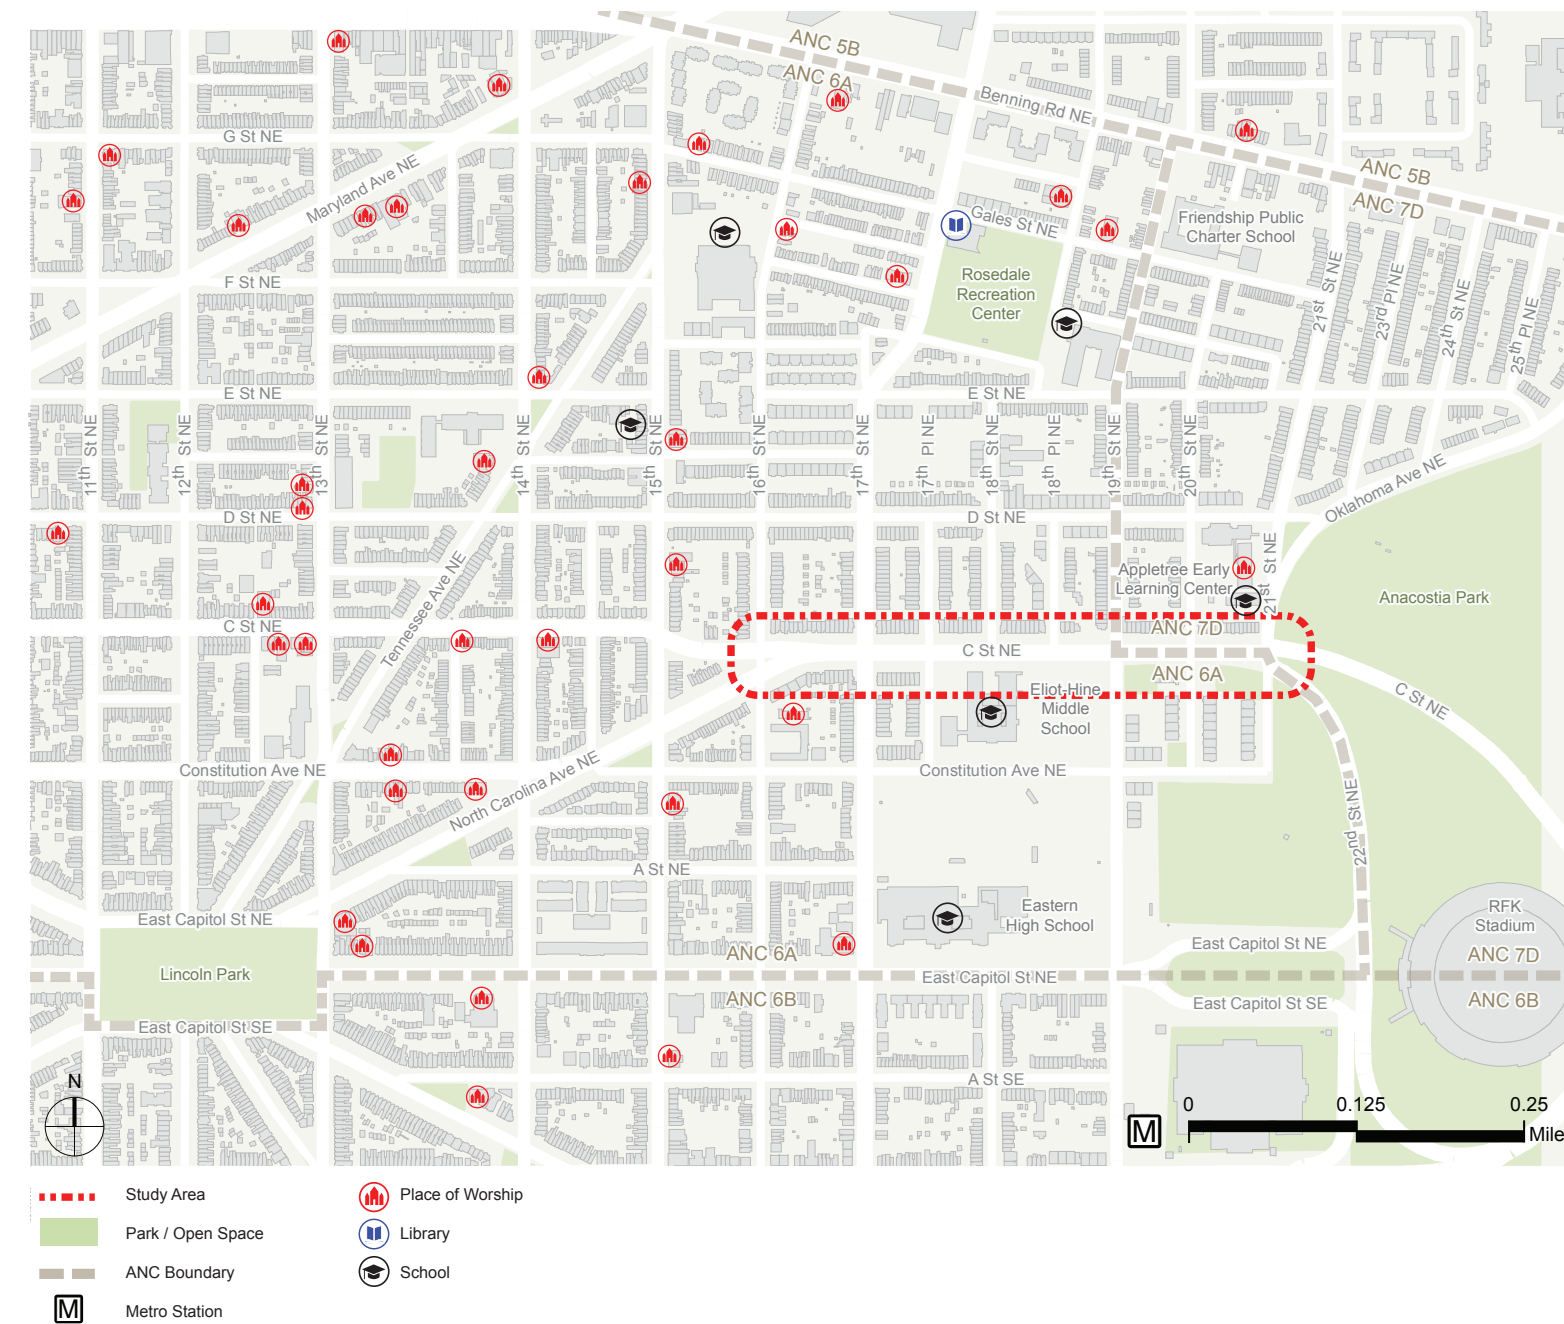 ANC 5B
ANC 6A
Benning Rd NE
G St NE
Maryland Ave NE
ANC 5B
ANC 7D
Gales St NE
Friendship Public
Charter School
Rosedale
Recreation
Center
F St NE
21st St NE
23rd Pl NE
24th St NE
25th Pl NE
E St NE
E St NE
11th St NE
12th St NE
13th St NE
14th St NE
15th St NE
16th St NE
17th St NE
17th Pl NE
18th St NE
18th Pl NE
19th St NE
20th St NE
Oklahoma Ave NE
D St NE
D St NE
Tennessee Ave NE
Appletree Early
Learning Center
21st St NE
Anacostia Park
C St NE
ANC 7D
C St NE
ANC 6A
Eliot-Hine
Middle
School
C St NE
Constitution Ave NE
North Carolina Ave NE
Constitution Ave NE
22nd St NE
A St NE
East Capitol St NE
Eastern
High School
RFK
Stadium
East Capitol St NE
ANC 6A
ANC 7D
Lincoln Park
East Capitol St NE
ANC 6B
ANC 6B
East Capitol St SE
East Capitol St SE
A St SE
N
M
0
0.125
0.25
Mile
Study Area
Place of Worship
Park / Open Space
Library
ANC Boundary
School
M
Metro Station